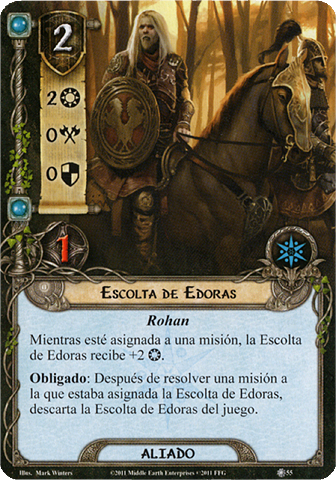 2
2
0
0
1
Escolta de Edoras
Rohan
Mientras esté asignada a una misión, la Escolta
de Edoras recibe +2
Obligado: Después de resolver una misión a
la que estaba asignada la Escolta de Edoras,
descarta la Escolta de Edoras del juego.
ALIADO
Illus. Mark Winters
©2011 Middle Earth Enterprises ©2011 FFG
55